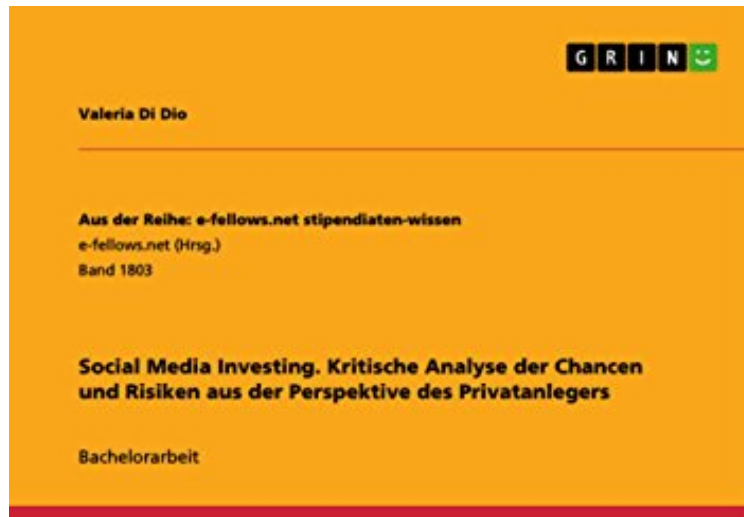 GRIN
Valeria Di Dio
Aus der Reihe: e-fellows.net stipendiaten-wissen
e-fellows.net (Hrsg.)
Band 1803
Social Media Investing. Kritische Analyse der Chancen
und Risiken aus der Perspektive des Privatanlegers
Bachelorarbeit